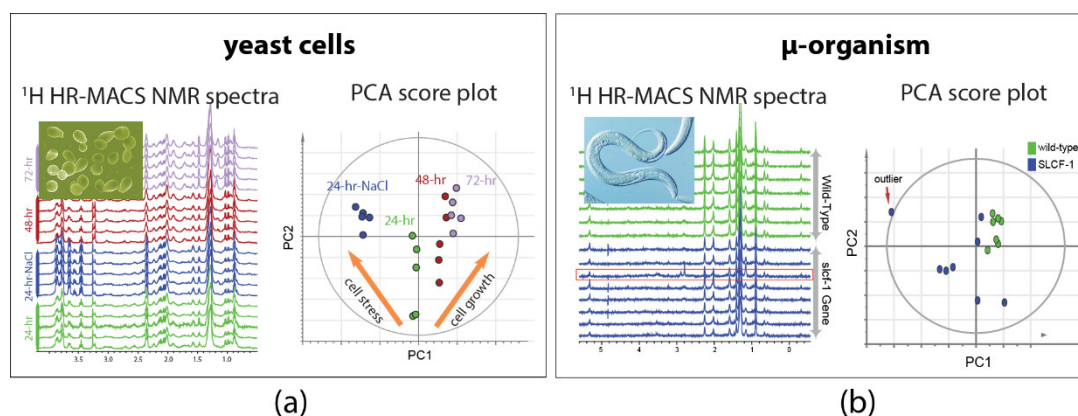 yeast cells
¹H HR-MACS NMR spectra
PCA score plot
72-hr
48-hr
24-hr-NaCl
24-hr
3.5 3.0 2.5 2.0 1.5 1.0
24-hr-NaCl
48-hr
72-hr
24-hr
PC2
cell stress
cell growth
PC1
(a)
μ-organism
¹H HR-MACS NMR spectra
PCA score plot
Wild-Type
slcf-1 Gene
5 4 3 2 1 0
wild-type
SLCF-1
outlier
PC2
PC1
(b)